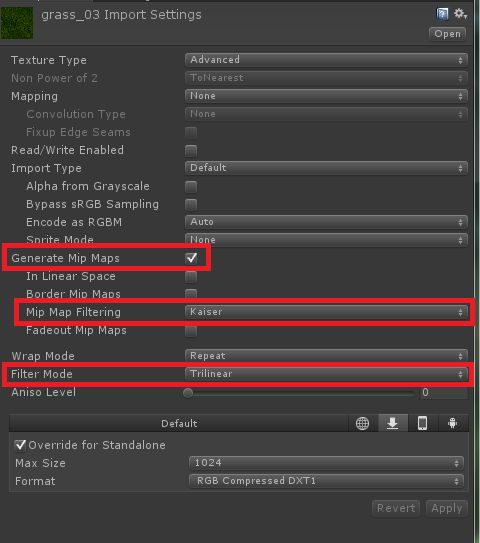 grass_03 Import Settings
Open
Texture Type Advanced
Non Power of 2 ToNearest
Mapping None
Convolution Type None
Fixup Edge Seams
Read/Write Enabled
Import Type Default
Alpha from Grayscale
Bypass sRGB Sampling
Encode as RGBM Auto
Sprite Mode None
Generate Mip Maps
In Linear Space
Border Mip Maps
Mip Map Filtering Kaiser
Fadeout Mip Maps
Wrap Mode Repeat
Filter Mode Trilinear
Aniso Level 0
Default
Override for Standalone
Max Size 1024
Format RGB Compressed DXT1
Revert Apply